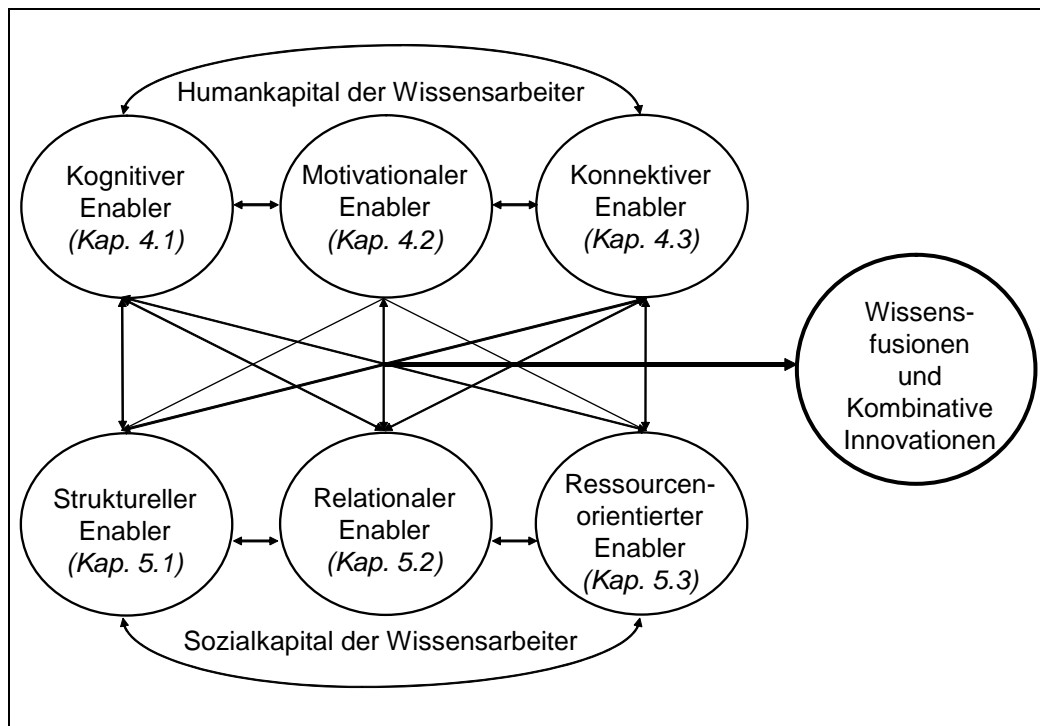 Humankapital der Wissensarbeiter
Kognitiver
Enabler
(Kap. 4.1)
Motivationaler
Enabler
(Kap. 4.2)
Konnektiver
Enabler
(Kap. 4.3)
Wissens-
fusionen
und
Kombinative
Innovationen
Struktureller
Enabler
(Kap. 5.1)
Relationaler
Enabler
(Kap. 5.2)
Ressourcen-
orientierter
Enabler
(Kap. 5.3)
Sozialkapital der Wissensarbeiter